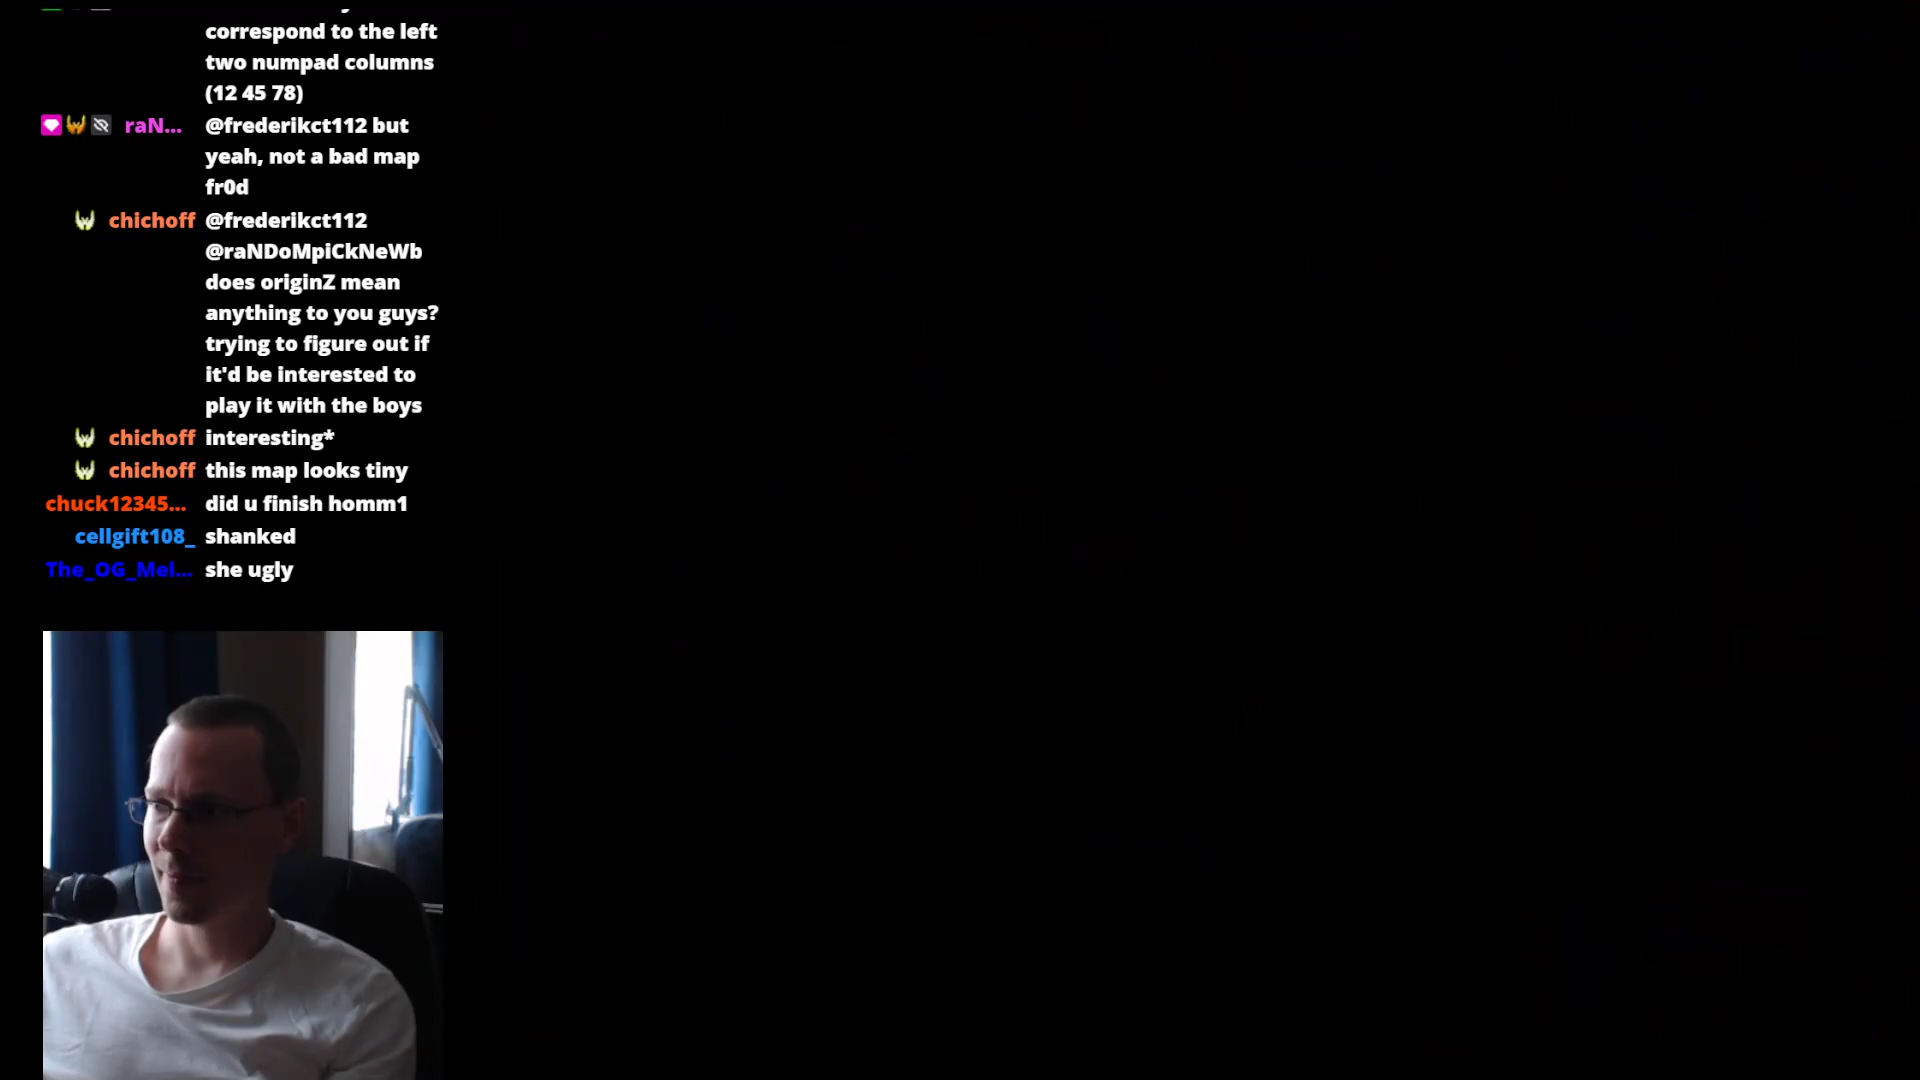 correspond to the left
two numpad columns
(12 45 78)
raN... @frederikct112 but
yeah, not a bad map
fr0d
chichoff @frederikct112
@raNDoMpiCkNeWb
does originZ mean
anything to you guys?
trying to figure out if
it'd be interested to
play it with the boys
chichoff interesting*
chichoff this map looks tiny
chuck12345... did u finish homm1
cellgift108_ shanked
The_OG_Mel... she ugly